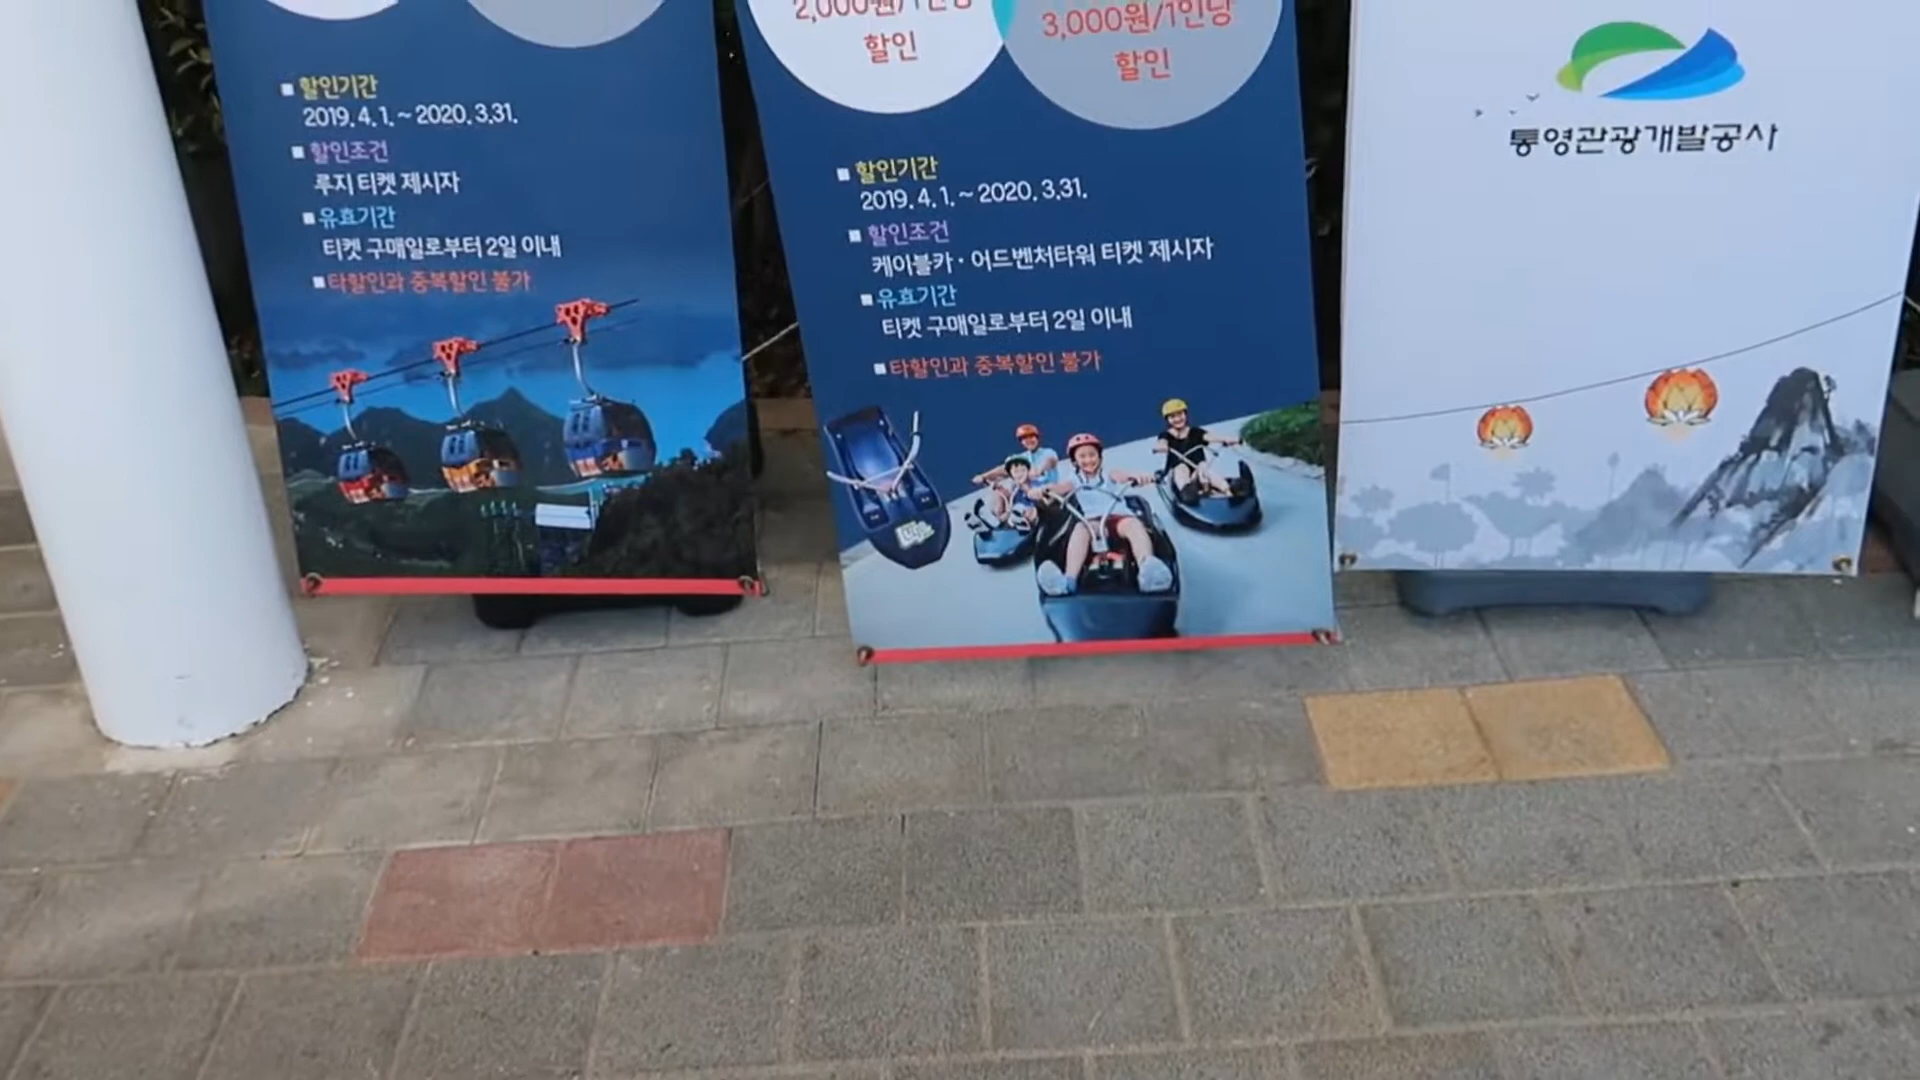 할인기간
2019. 4. 1. ~ 2020. 3.31.
할인조건
루지 티켓 제시자
유효기간
티켓 구매일로부터 2일 이내
타할인과 중복할인 불가
2,000원/1인당
할인
3,000원/1인당
할인
할인기간
2019. 4. 1. ~ 2020. 3.31.
할인조건
케이블카 · 어드벤처타워 티켓 제시자
유효기간
티켓 구매일로부터 2일 이내
타할인과 중복할인 불가
통영관광개발공사